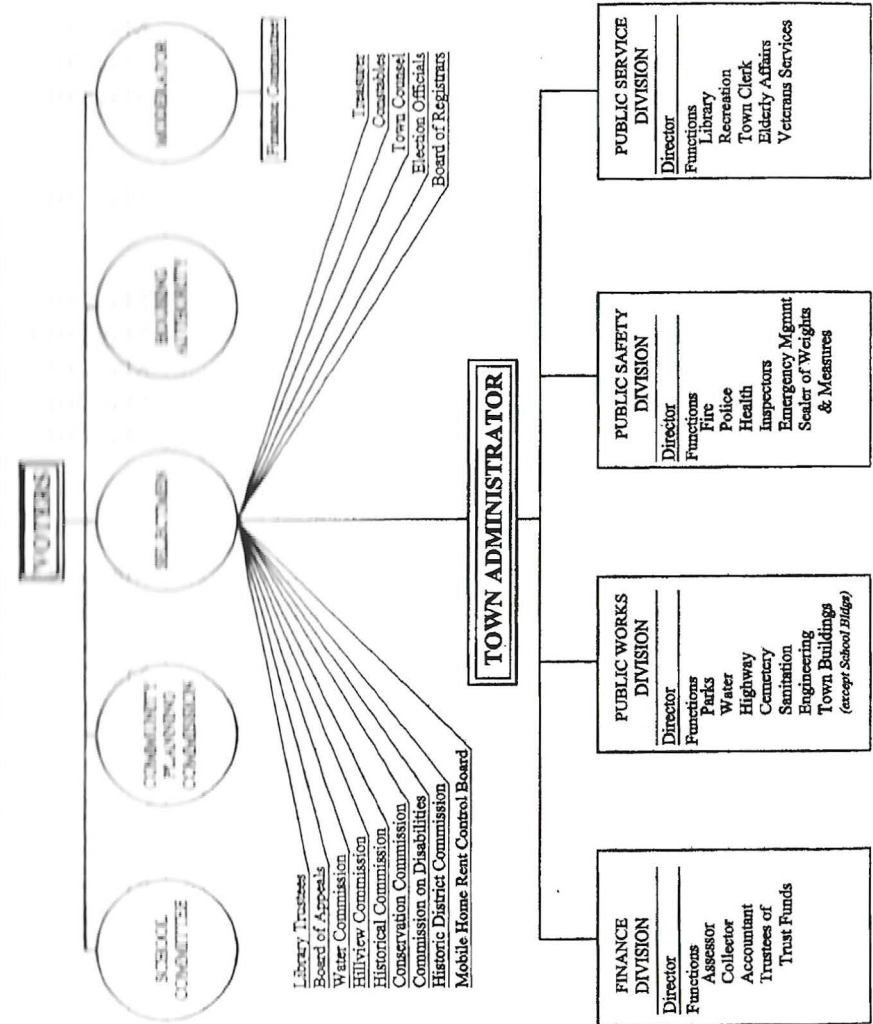 VOTERS
SCHOOL
COMMITTEE
COMMUNITY
PLANNING
COMMISSION
SELECTMEN
HOUSING
AUTHORITY
MODERATOR
Finance Committee
Library Trustees
Board of Appeals
Water Commission
Hillview Commission
Historical Commission
Conservation Commission
Commission on Disabilities
Historic District Commission
Mobile Home Rent Control Board
Treasurer
Constables
Town Counsel
Election Officials
Board of Registrars
TOWN ADMINISTRATOR
FINANCE
DIVISION
Director
Functions
Assessor
Collector
Accountant
Trustees of
Trust Funds
PUBLIC WORKS
DIVISION
Director
Functions
Parks
Water
Highway
Cemetery
Sanitation
Engineering
Town Buildings
(except School Bldgs)
PUBLIC SAFETY
DIVISION
Director
Functions
Fire
Police
Health
Inspectors
Emergency Mgmnt
Sealer of Weights
& Measures
PUBLIC SERVICE
DIVISION
Director
Functions
Library
Recreation
Town Clerk
Elderly Affairs
Veterans Services